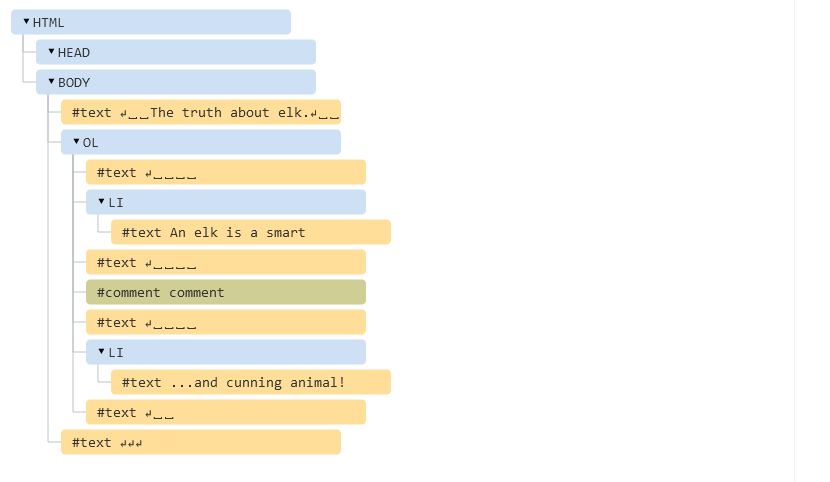 ▾ HTML
▾ HEAD
▾ BODY
#text ↵␣␣The truth about elk.↵␣␣
▾ OL
#text ↵␣␣␣␣
▾ LI
#text An elk is a smart
#text ↵␣␣␣␣
#comment comment
#text ↵␣␣␣␣
▾ LI
#text ...and cunning animal!
#text ↵␣␣
#text ↵↵↵